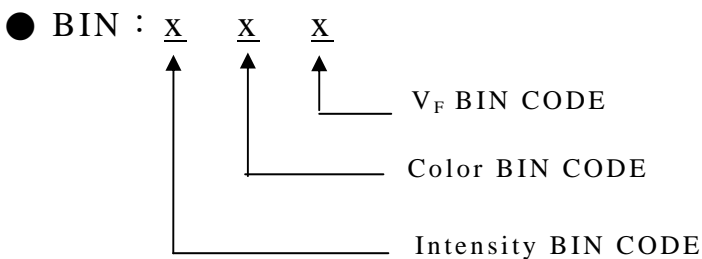 ● BIN : x x x
V_F BIN CODE
Color BIN CODE
Intensity BIN CODE